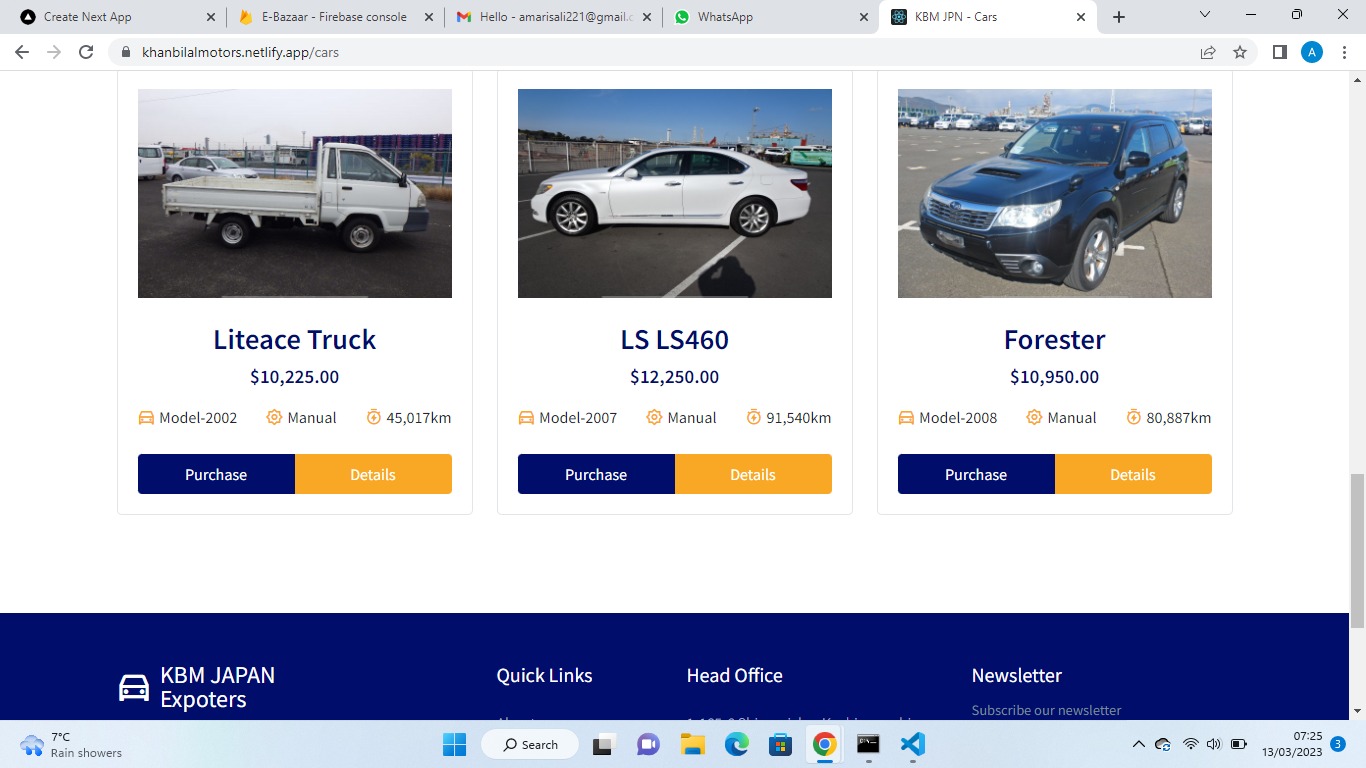 Create Next App
E-Bazaar - Firebase console
Hello - amarisali221@gmail.c
WhatsApp
KBM JPN - Cars
khanbilalmotors.netlify.app/cars
A
Liteace Truck
$10,225.00
Model-2002 Manual 45,017km
Purchase Details
LS LS460
$12,250.00
Model-2007 Manual 91,540km
Purchase Details
Forester
$10,950.00
Model-2008 Manual 80,887km
Purchase Details
KBM JAPAN
Expoters
Quick Links
Head Office
Newsletter
Subscribe our newsletter
7°C
Rain showers
Search
07:25
13/03/2023
3